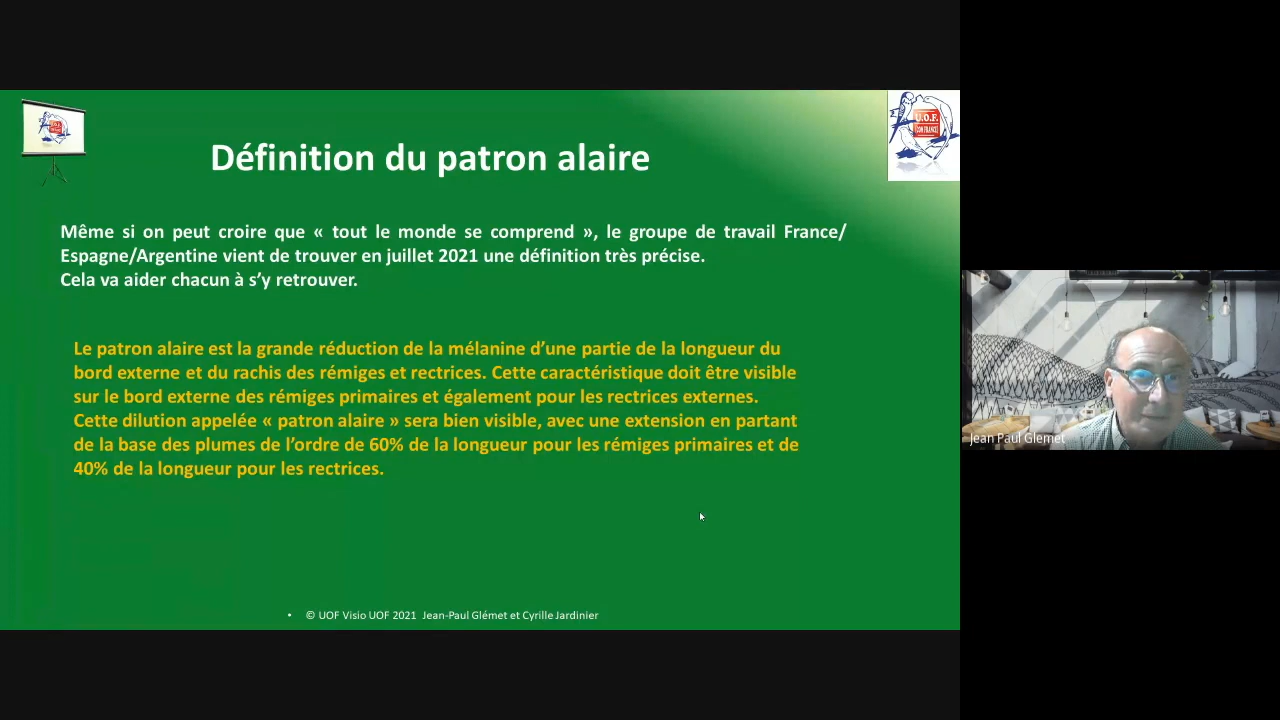 U.O.F.
COM FRANCE
Définition du patron alaire
Même si on peut croire que « tout le monde se comprend », le groupe de travail France/
Espagne/Argentine vient de trouver en juillet 2021 une définition très précise.
Cela va aider chacun à s’y retrouver.
Le patron alaire est la grande réduction de la mélanine d’une partie de la longueur du
bord externe et du rachis des rémiges et rectrices. Cette caractéristique doit être visible
sur le bord externe des rémiges primaires et également pour les rectrices externes.
Cette dilution appelée « patron alaire » sera bien visible, avec une extension en partant
de la base des plumes de l’ordre de 60% de la longueur pour les rémiges primaires et de
40% de la longueur pour les rectrices.
Jean Paul Glemet
• © UOF Visio UOF 2021 Jean-Paul Glémet et Cyrille Jardinier